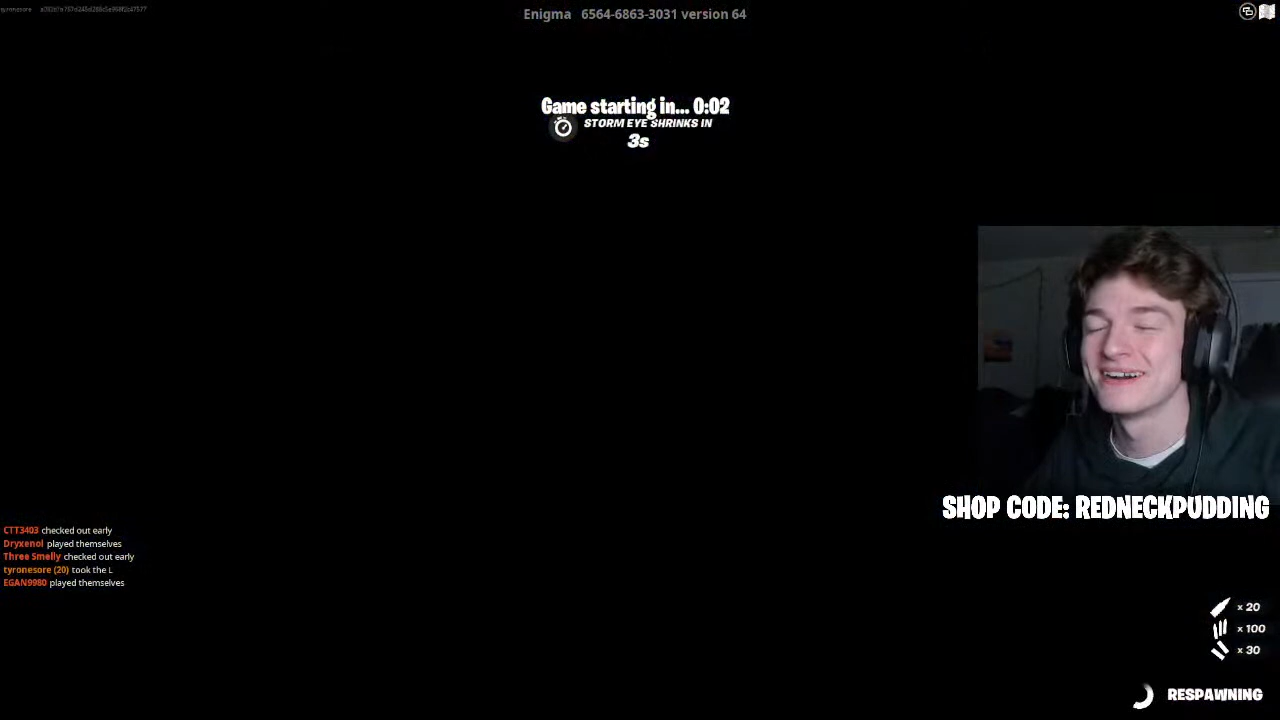 Enigma 6564-6863-3031 version 64
Game starting in... 0:02
STORM EYE SHRINKS IN
3s
SHOP CODE: REDNECKPUDDING
CTT3403 checked out early
Dryxenol played themselves
Three Smelly checked out early
tyronesore (20) took the L
EGAN9980 played themselves
x 20
x 100
x 30
RESPAWNING